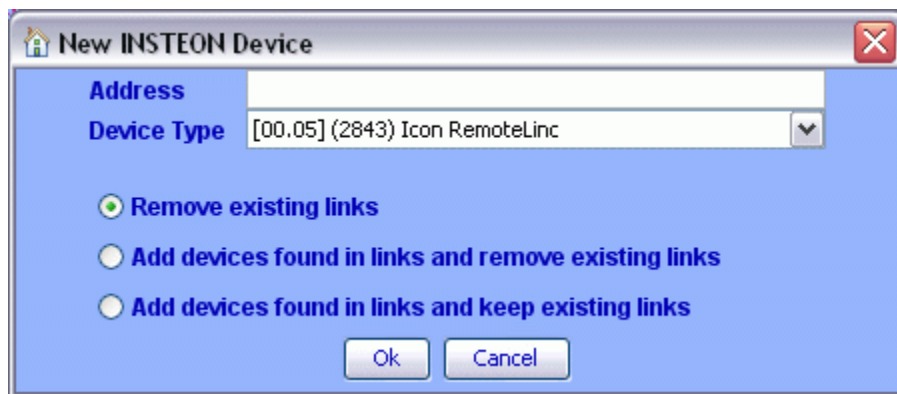 New INSTEON Device
Address
Device Type [00.05] (2843) Icon RemoteLinc
Remove existing links
Add devices found in links and remove existing links
Add devices found in links and keep existing links
Ok Cancel